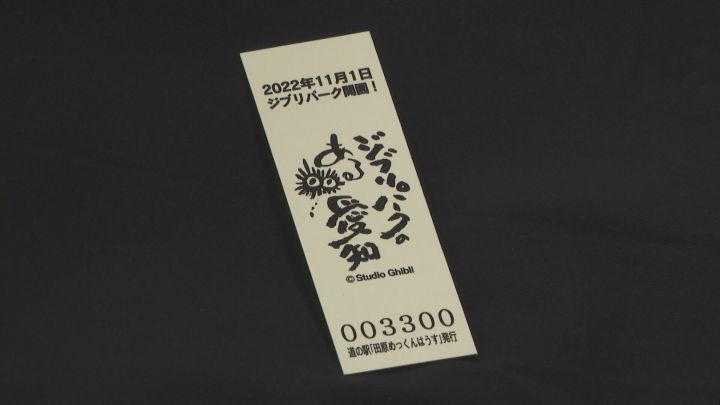 2022年11月1日
ジブリパーク開園!
ジブリパークの
ある
愛知
© Studio Ghibli
003300
道の駅「田原めっくんはうす」発行